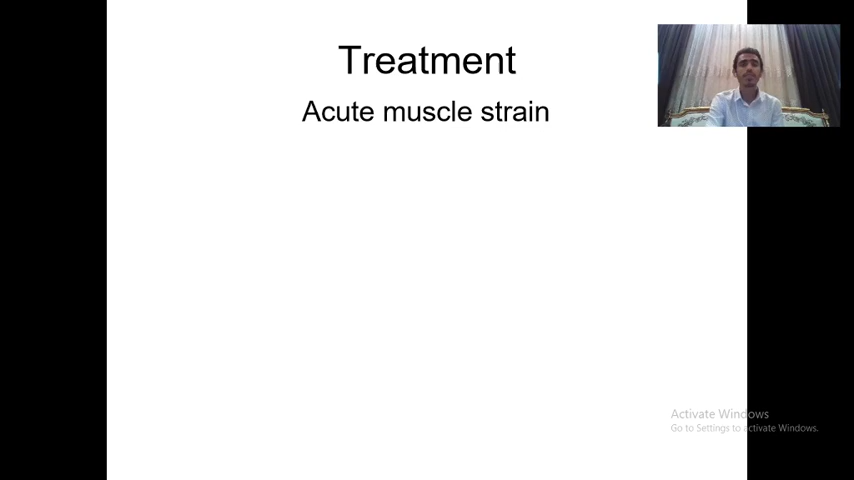 Treatment
Acute muscle strain
Activate Windows
Go to Settings to activate Windows.